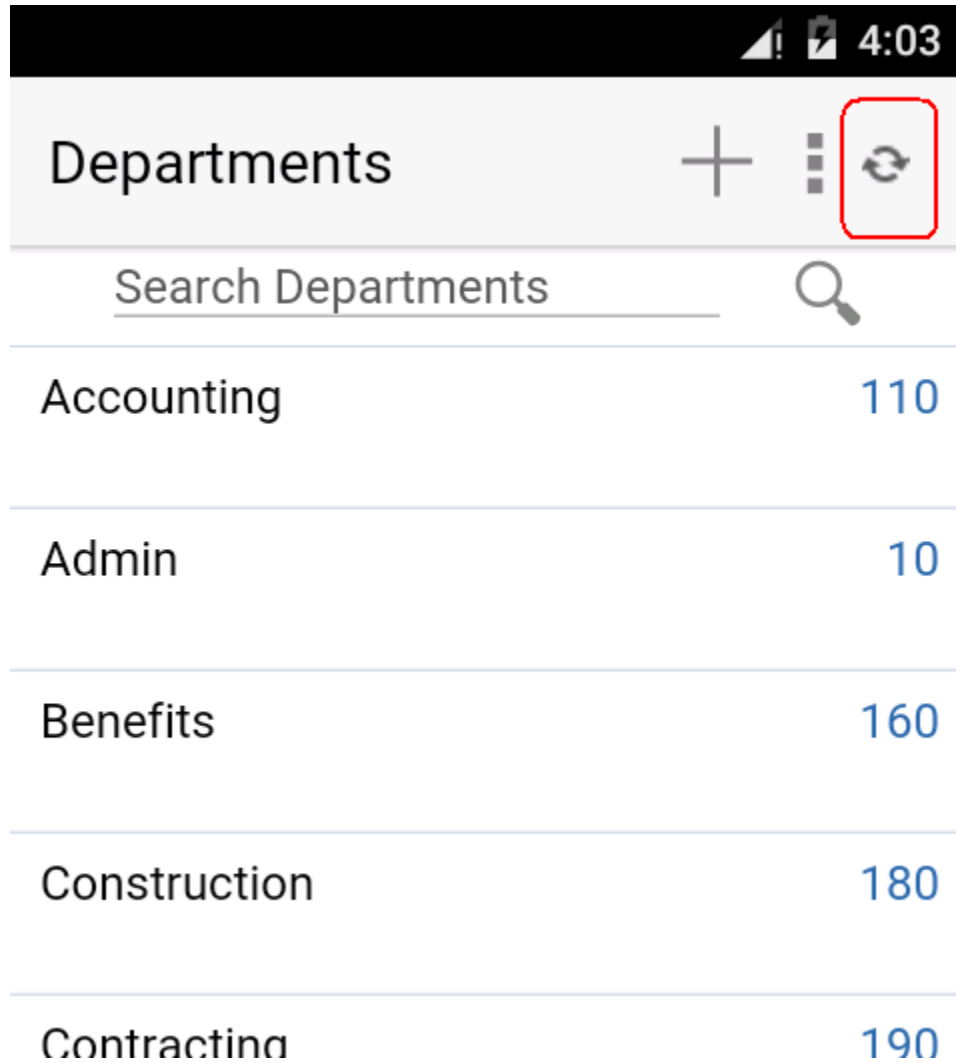 4:03
Departments
Search Departments
Accounting 110
Admin 10
Benefits 160
Construction 180
Contracting 190